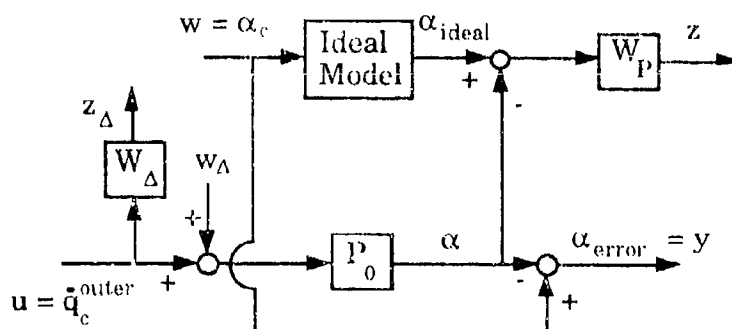 w = α_c
Ideal
Model
α_ideal
+
-
W_P
z
z_Δ
W_Δ
w_Δ
+
+
P_0
α
-
+
α_error = y
u = q̇_c^outer